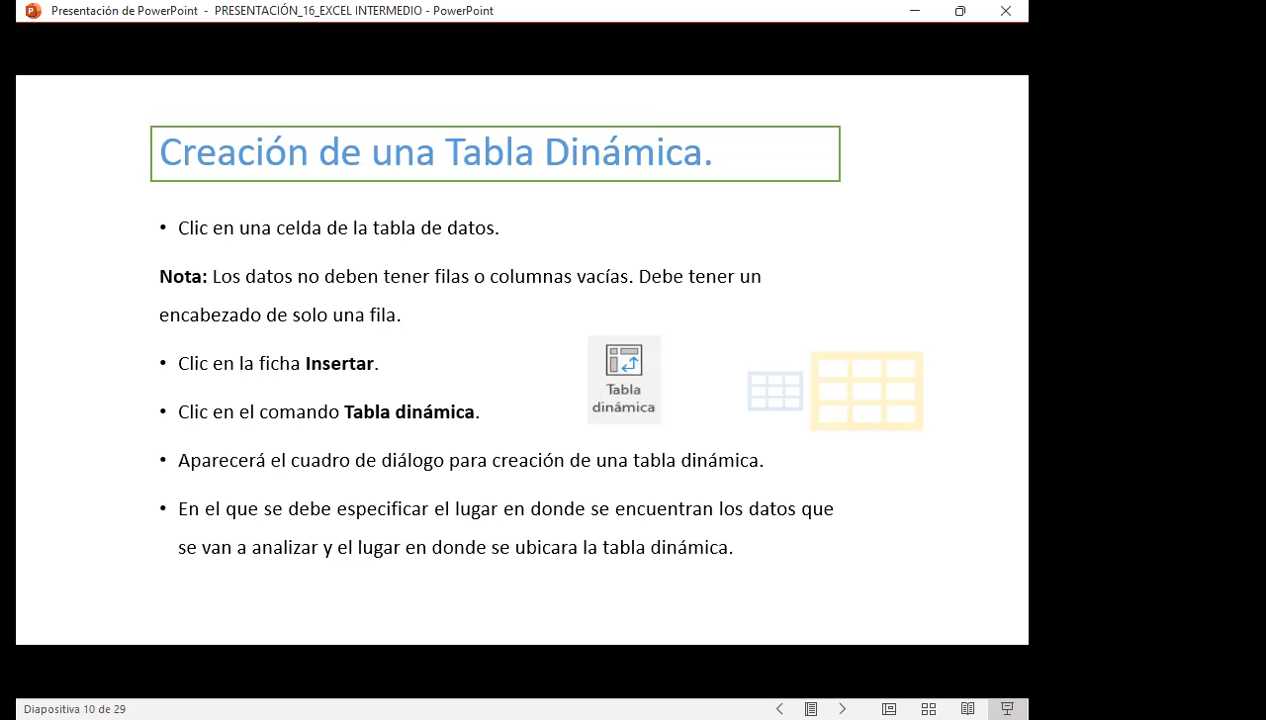 Presentación de PowerPoint - PRESENTACIÓN_16_EXCEL INTERMEDIO - PowerPoint
Creación de una Tabla Dinámica.
• Clic en una celda de la tabla de datos.
Nota: Los datos no deben tener filas o columnas vacías. Debe tener un
encabezado de solo una fila.
• Clic en la ficha Insertar.
• Clic en el comando Tabla dinámica.
Tabla
dinámica
• Aparecerá el cuadro de diálogo para creación de una tabla dinámica.
• En el que se debe especificar el lugar en donde se encuentran los datos que
se van a analizar y el lugar en donde se ubicara la tabla dinámica.
Diapositiva 10 de 29